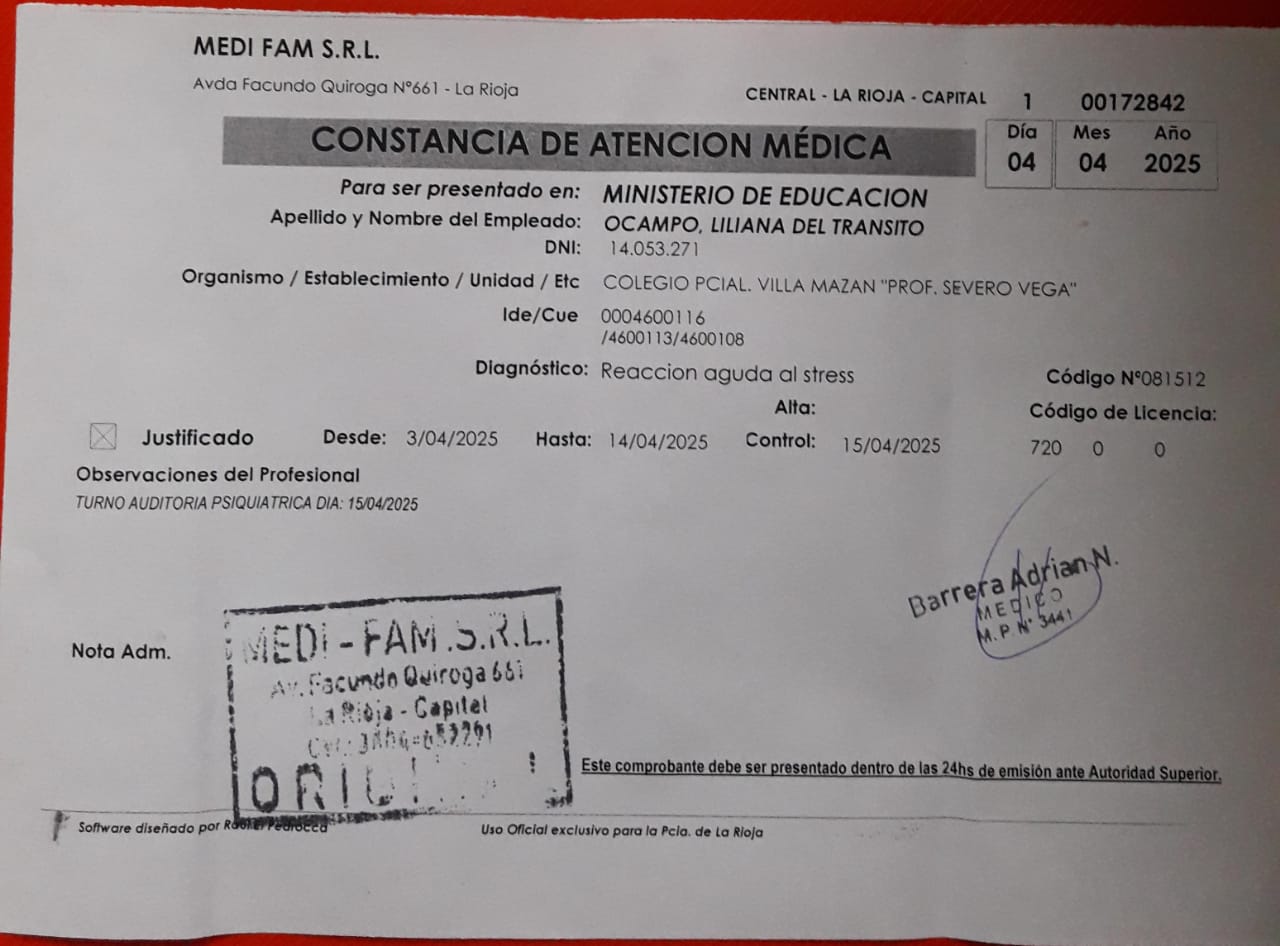 MEDI FAM S.R.L.
Avda Facundo Quiroga Nº661 - La Rioja
CENTRAL - LA RIOJA - CAPITAL 1 00172842
CONSTANCIA DE ATENCION MÉDICA
Día Mes Año
04 04 2025
Para ser presentado en: MINISTERIO DE EDUCACION
Apellido y Nombre del Empleado: OCAMPO, LILIANA DEL TRANSITO
DNI: 14.053.271
Organismo / Establecimiento / Unidad / Etc COLEGIO PCIAL. VILLA MAZAN "PROF. SEVERO VEGA"
Ide/Cue 0004600116
/4600113/4600108
Diagnóstico: Reaccion aguda al stress Código Nº081512
Alta: Código de Licencia:
Justificado Desde: 3/04/2025 Hasta: 14/04/2025 Control: 15/04/2025 720 0 0
Observaciones del Profesional
TURNO AUDITORIA PSIQUIATRICA DIA: 15/04/2025
Barrera Adrian N.
MEDICO
M.P. Nº 3441
Nota Adm.
MEDI - FAM .S.R.L.
Av. Facundo Quiroga 661
La Rioja - Capital
Este comprobante debe ser presentado dentro de las 24hs de emisión ante Autoridad Superior.
Software diseñado por
Uso Oficial exclusivo para la Pcia. de La Rioja